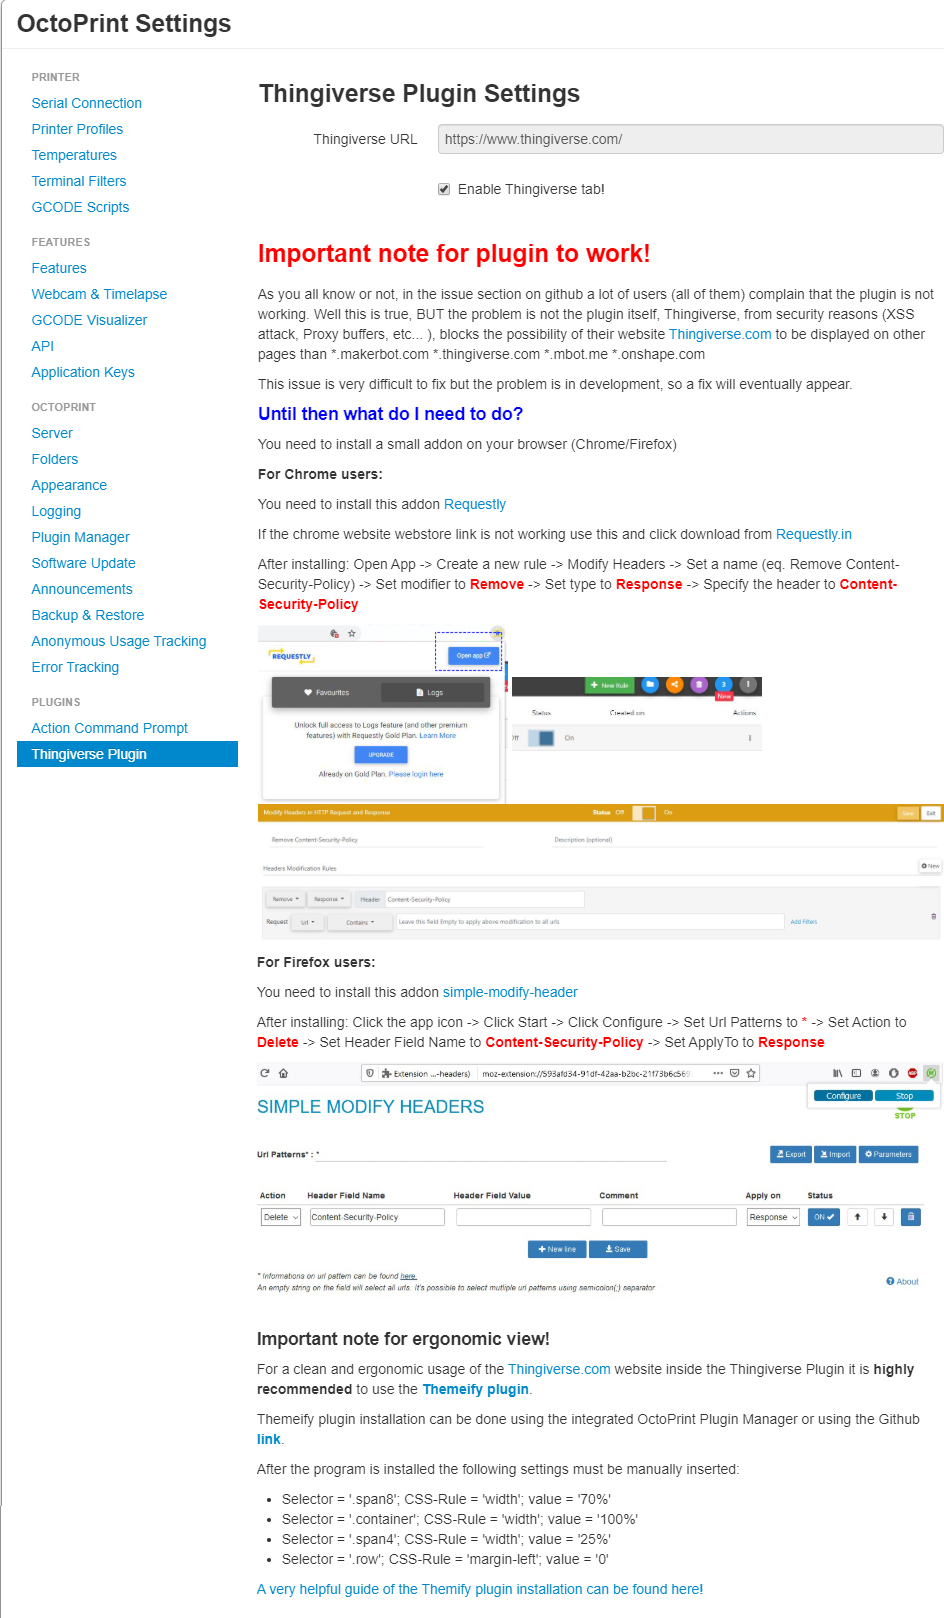 OctoPrint Settings
PRINTER
Serial Connection
Printer Profiles
Temperatures
Terminal Filters
GCODE Scripts
FEATURES
Features
Webcam & Timelapse
GCODE Visualizer
API
Application Keys
OCTOPRINT
Server
Folders
Appearance
Logging
Plugin Manager
Software Update
Announcements
Backup & Restore
Anonymous Usage Tracking
Error Tracking
PLUGINS
Action Command Prompt
Thingiverse Plugin
Thingiverse Plugin Settings
Thingiverse URL https://www.thingiverse.com/
Enable Thingiverse tab!
Important note for plugin to work!
As you all know or not, in the issue section on github a lot of users (all of them) complain that the plugin is not
working. Well this is true, BUT the problem is not the plugin itself, Thingiverse, from security reasons (XSS
attack, Proxy buffers, etc... ), blocks the possibility of their website Thingiverse.com to be displayed on other
pages than *.makerbot.com *.thingiverse.com *.mbot.me *.onshape.com
This issue is very difficult to fix but the problem is in development, so a fix will eventually appear.
Until then what do I need to do?
You need to install a small addon on your browser (Chrome/Firefox)
For Chrome users:
You need to install this addon Requestly
If the chrome website webstore link is not working use this and click download from Requestly.in
After installing: Open App -> Create a new rule -> Modify Headers -> Set a name (eq. Remove Content-
Security-Policy) -> Set modifier to Remove -> Set type to Response -> Specify the header to Content-
Security-Policy
REQUESTLY
Open app
Favourites Logs
Unlock full access to Logs feature (and other premium
features) with Requestly Gold Plan. Learn More
UPGRADE
Already on Gold Plan. Please login here
New Rule 3
New
Status Created on Actions
Off On
Modify Headers in HTTP Request and Response Status Off On Save Exit
Remove Content-Security-Policy Description (optional)
Headers Modification Rules New
Remove Response Header Content-Security-Policy
Request Url Contains Leave this field Empty to apply above modification to all urls Add Filters
For Firefox users:
You need to install this addon simple-modify-header
After installing: Click the app icon -> Click Start -> Click Configure -> Set Url Patterns to * -> Set Action to
Delete -> Set Header Field Name to Content-Security-Policy -> Set ApplyTo to Response
Extension ...-headers) moz-extension://593afd34-91df-42aa-b2bc-21f73b6c569
Configure Stop
SIMPLE MODIFY HEADERS
STOP
Url Patterns* : * Export Import Parameters
Action Header Field Name Header Field Value Comment Apply on Status
Delete Content-Security-Policy Response ON
New line Save
* Informations on url pattern can be found here.
An empty string on the field will select all urls. It's possible to select mutliple url patterns using semicolon(;) separator
About
Important note for ergonomic view!
For a clean and ergonomic usage of the Thingiverse.com website inside the Thingiverse Plugin it is highly
recommended to use the Themeify plugin.
Themeify plugin installation can be done using the integrated OctoPrint Plugin Manager or using the Github
link.
After the program is installed the following settings must be manually inserted:
• Selector = '.span8'; CSS-Rule = 'width'; value = '70%'
• Selector = '.container'; CSS-Rule = 'width'; value = '100%'
• Selector = '.span4'; CSS-Rule = 'width'; value = '25%'
• Selector = '.row'; CSS-Rule = 'margin-left'; value = '0'
A very helpful guide of the Themify plugin installation can be found here!